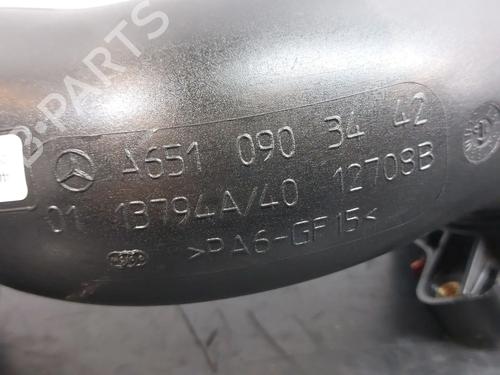 B-PARTS
A651 090 34 42
01 13794A/40 12708B
>PA6-GF15<